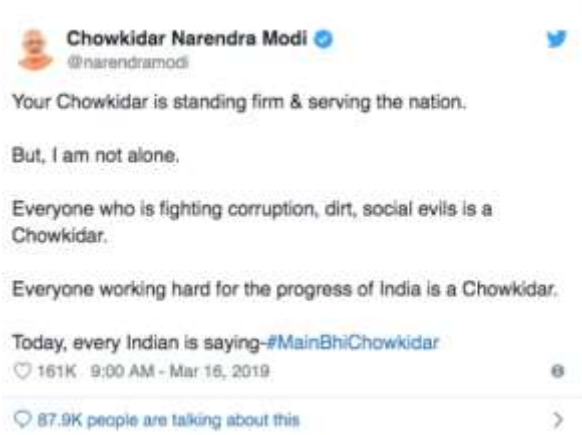 Chowkidar Narendra Modi
@narendramodi
Your Chowkidar is standing firm & serving the nation.
But, I am not alone.
Everyone who is fighting corruption, dirt, social evils is a
Chowkidar.
Everyone working hard for the progress of India is a Chowkidar.
Today, every Indian is saying-#MainBhiChowkidar
161K 9:00 AM - Mar 16, 2019
87.9K people are talking about this